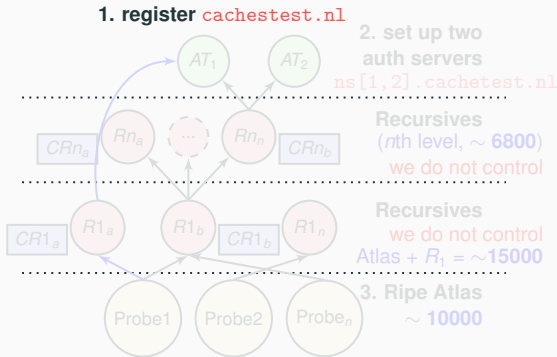 1. register cachestest.nl
2. set up two
auth servers
ns[1,2].cachetest.nl
AT1 AT2
Recursives
(nth level, ~ 6800)
we do not control
Rna ... Rnn
CRna CRnb
Recursives
we do not control
Atlas + R1 = ~15000
R1a R1b R1n
CR1a CR1b
3. Ripe Atlas
~ 10000
Probe1 Probe2 Proben